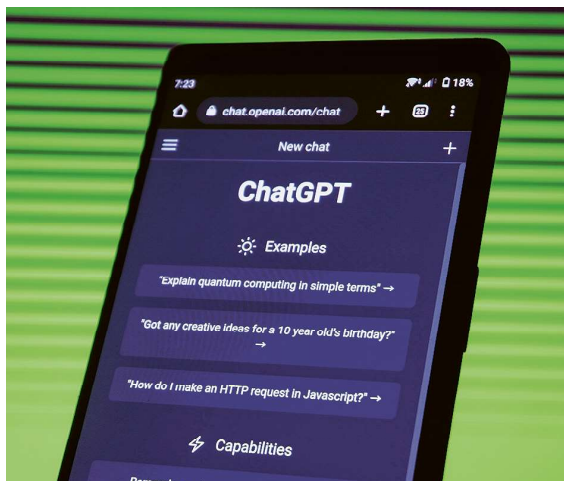 7:23 18%
chat.openai.com/chat + 25
New chat +
ChatGPT
Examples
"Explain quantum computing in simple terms" →
"Got any creative ideas for a 10 year old's birthday?"
→
"How do I make an HTTP request in Javascript?" →
Capabilities